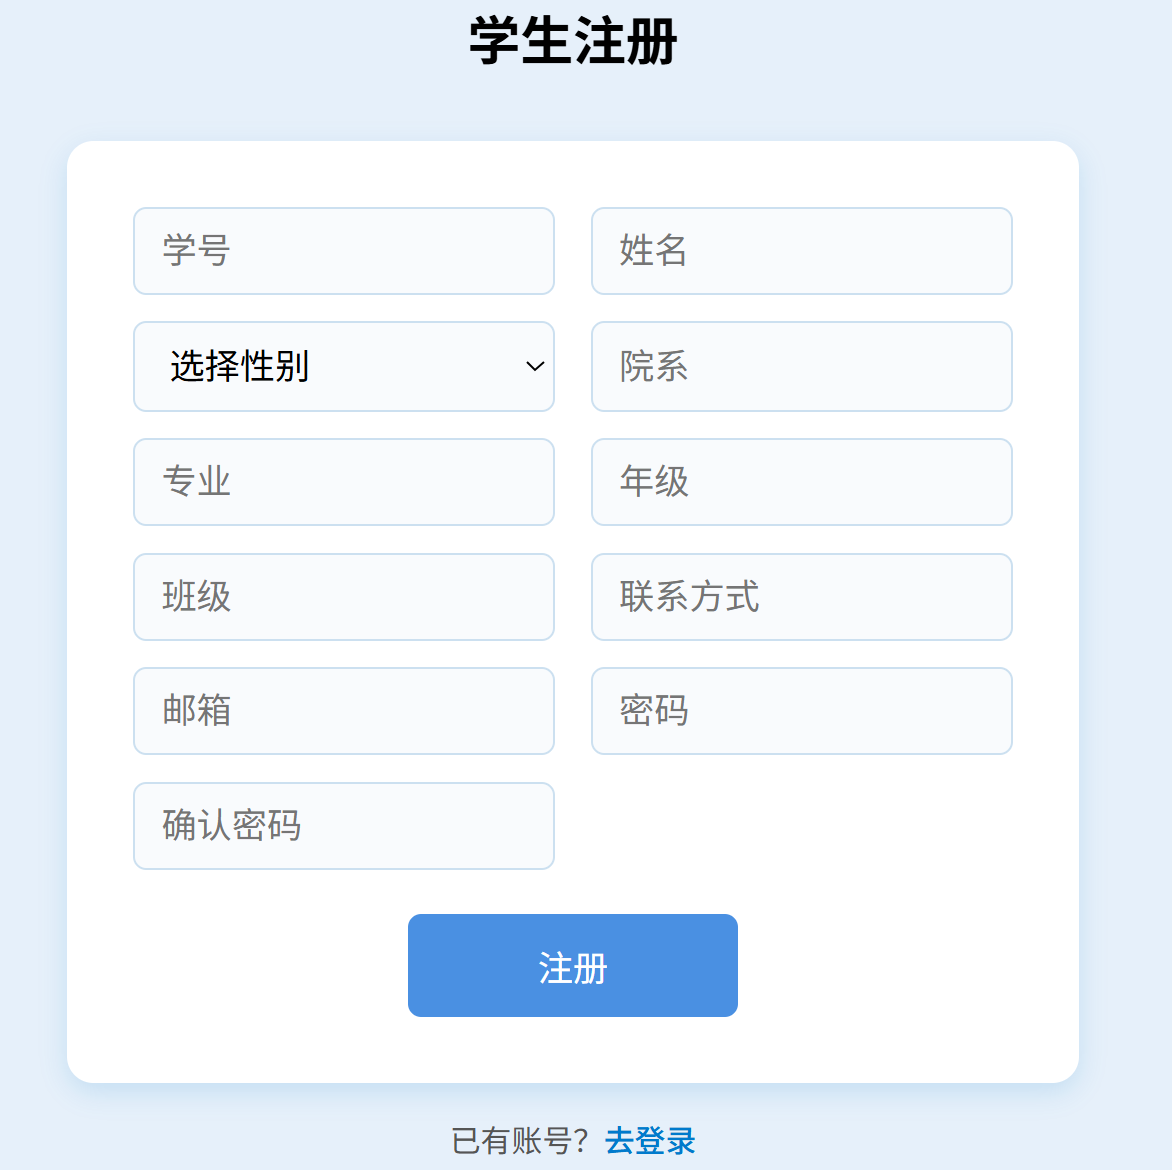 学生注册
学号
姓名
选择性别
院系
专业
年级
班级
联系方式
邮箱
密码
确认密码
注册
已有账号？去登录